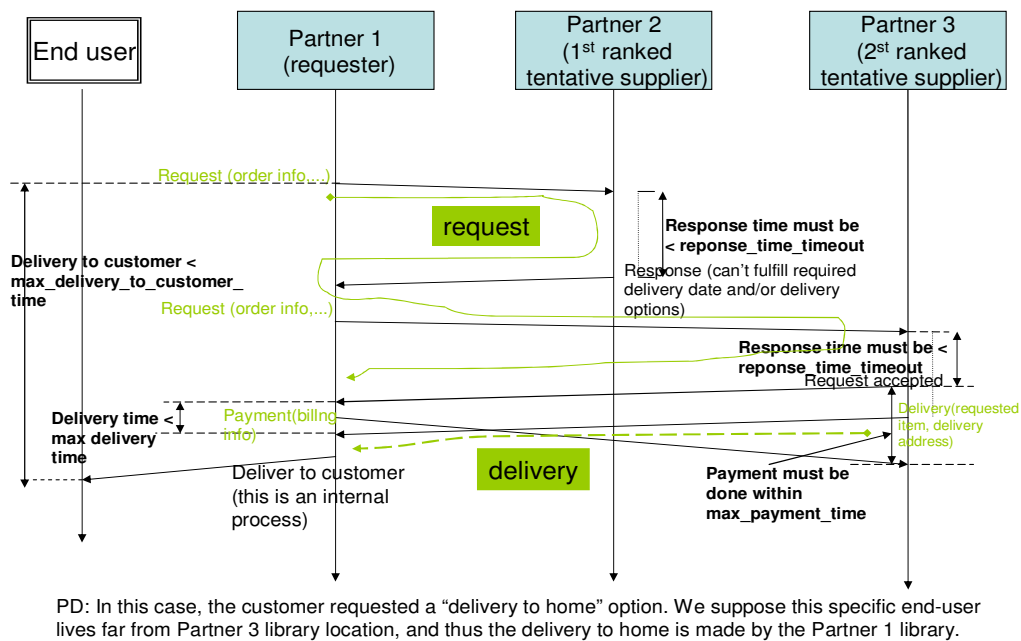 End user
Partner 1
(requester)
Partner 2
(1st ranked
tentative supplier)
Partner 3
(2st ranked
tentative supplier)
Request (order info,...)
request
Response time must be
< reponse_time_timeout
Delivery to customer <
max_delivery_to_customer_
time
Response (can’t fulfill required
delivery date and/or delivery
options)
Request (order info,...)
Response time must be <
reponse_time_timeout
Request accepted
Delivery time <
max delivery
time
Payment(billng
info)
Delivery(requested
item, delivery
address)
delivery
Deliver to customer
(this is an internal
process)
Payment must be
done within
max_payment_time
PD: In this case, the customer requested a “delivery to home” option. We suppose this specific end-user
lives far from Partner 3 library location, and thus the delivery to home is made by the Partner 1 library.